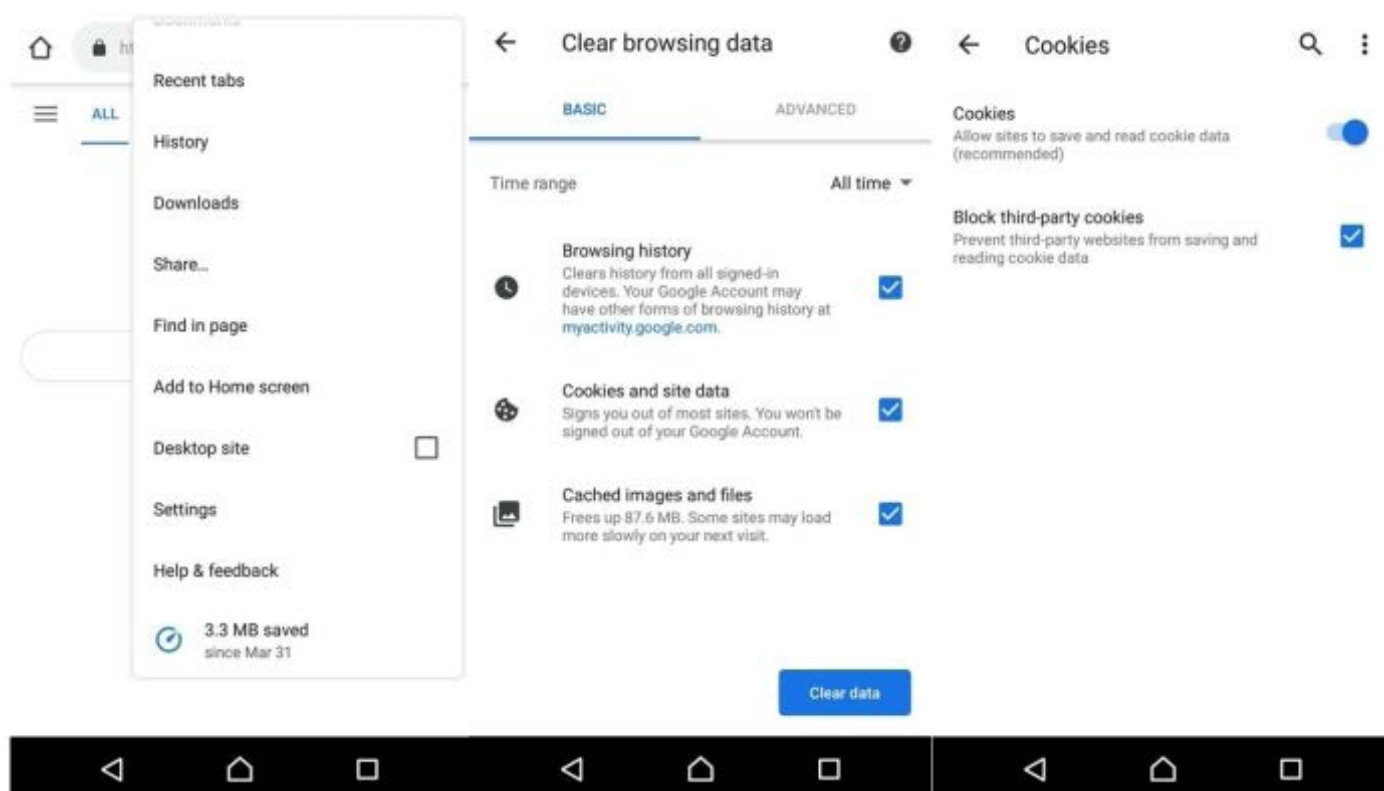 ht
ALL
Recent tabs
History
Downloads
Share...
Find in page
Add to Home screen
Desktop site
Settings
Help & feedback
3.3 MB saved
since Mar 31
Clear browsing data
BASIC
ADVANCED
Time range
All time
Browsing history
Clears history from all signed-in
devices. Your Google Account may
have other forms of browsing history at
myactivity.google.com.
Cookies and site data
Signs you out of most sites. You won't be
signed out of your Google Account.
Cached images and files
Frees up 87.6 MB. Some sites may load
more slowly on your next visit.
Clear data
Cookies
Cookies
Allow sites to save and read cookie data
(recommended)
Block third-party cookies
Prevent third-party websites from saving and
reading cookie data